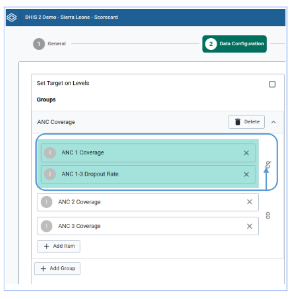 DHIS 2 Demo - Sierra Leone - Scorecard
1 General
2 Data Configuration
Set Target on Levels
Groups
ANC Coverage
Delete
ANC 1 Coverage
ANC 1-3 Dropout Rate
ANC 2 Coverage
ANC 3 Coverage
+ Add Item
+ Add Group